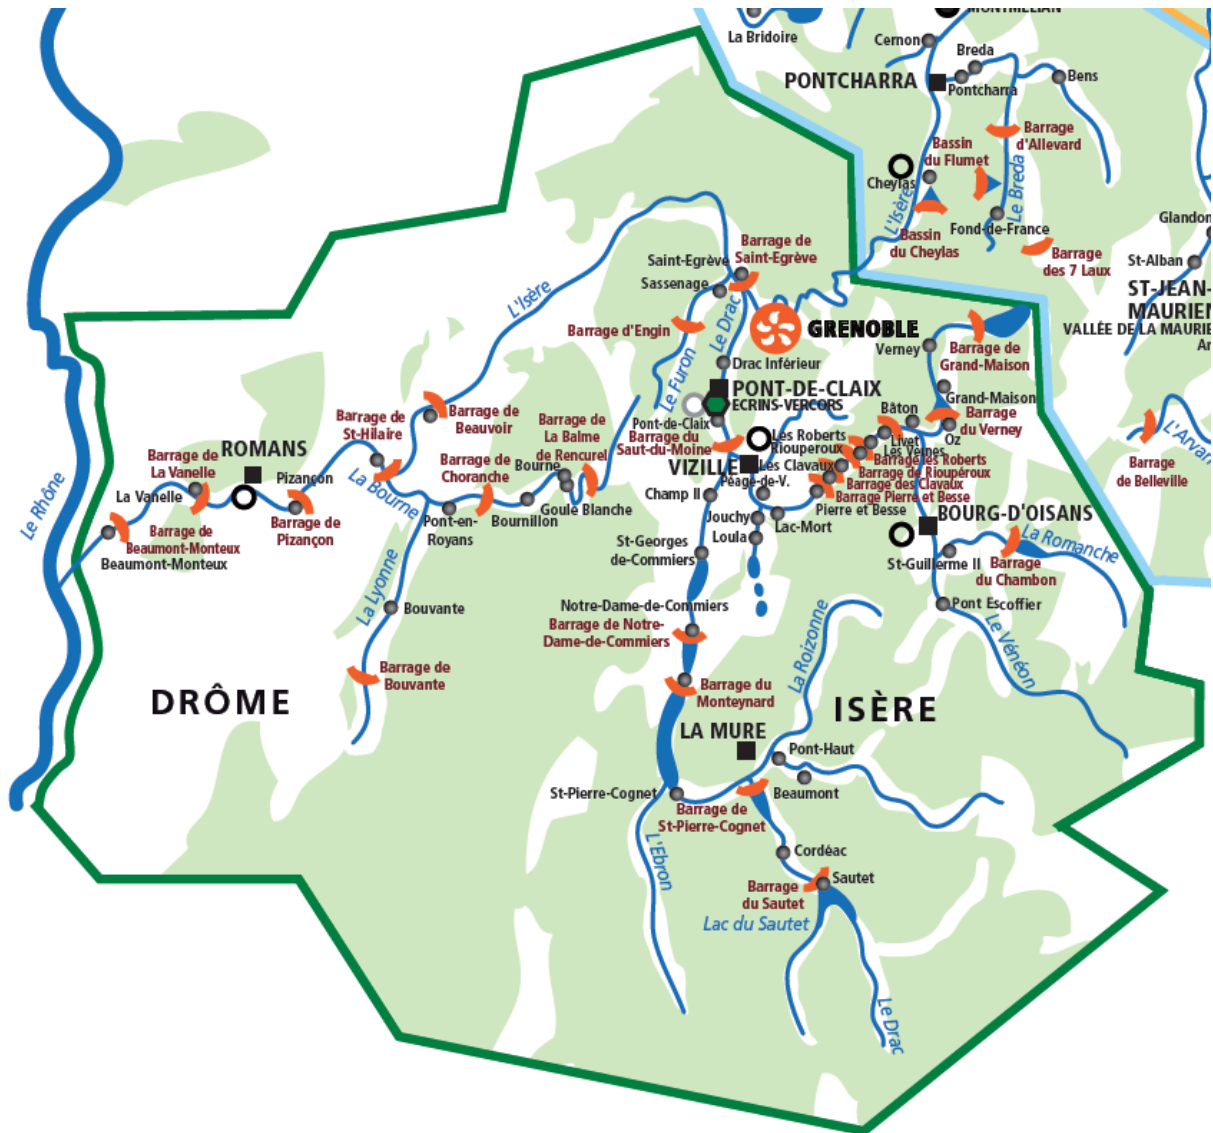 MONTMÉLIAN
La Bridoire
Cernon
Breda
PONTCHARRA
Pontcharra
Bens
Barrage
d'Allevard
Bassin
du Flumet
Cheylas
Le Breda
L'Isère
Fond-de-France
Bassin
du Cheylas
Barrage
des 7 Laux
Glandon
St-Alban
ST-JEAN-
MAURIEN
VALLÉE DE LA MAURIE
Ar
Barrage de
Saint-Egrève
Saint-Egrève
Sassenage
L'Isère
Barrage d'Engin
Le Drac
GRENOBLE
Le Furon
Drac Inférieur
Verney
Barrage de
Grand-Maison
PONT-DE-CLAIX
ECRINS-VERCORS
Grand-Maison
Pont-de-Claix
Bâton
Barrage
du Verney
Oz
Barrage de
Beauvoir
Barrage de
St-Hilaire
Barrage de
La Balme
de Rencurel
Barrage du
Saut-du-Moine
Les Roberts
Riouperoux
Livet
Les Veines
L'Arvan
Barrage
de Belleville
ROMANS
Barrage de
La Vanelle
Pizançon
La Vanelle
La Bourne
Barrage de
Choranche
Bourne
VIZILLE
Les Clavaux
Barrage les Roberts
Barrage de Riouperoux
Péage-de-V.
Barrage des Clavaux
Barrage Pierre et Besse
Champ II
Pierre et Besse
Goule Blanche
Bournillon
Pont-en-
Royans
Barrage de
Pizançon
Barrage de
Beaumont-Monteux
Beaumont-Monteux
Le Rhône
Jouchy
Lac-Mort
Loula
BOURG-D'OISANS
La Romanche
St-Georges
de-Commiers
St-Guillerme II
Barrage
du Chambon
La Lyonne
Bouvante
Notre-Dame-de-Commiers
Barrage de Notre-
Dame-de-Commiers
Pont Escoffier
Le Vénéon
La Roizonne
Barrage de
Bouvante
Barrage du
Monteynard
DRÔME
ISÈRE
LA MURE
Pont-Haut
St-Pierre-Cognet
Beaumont
Barrage de
St-Pierre-Cognet
L'Ebron
Cordéac
Sautet
Barrage
du Sautet
Lac du Sautet
Le Drac